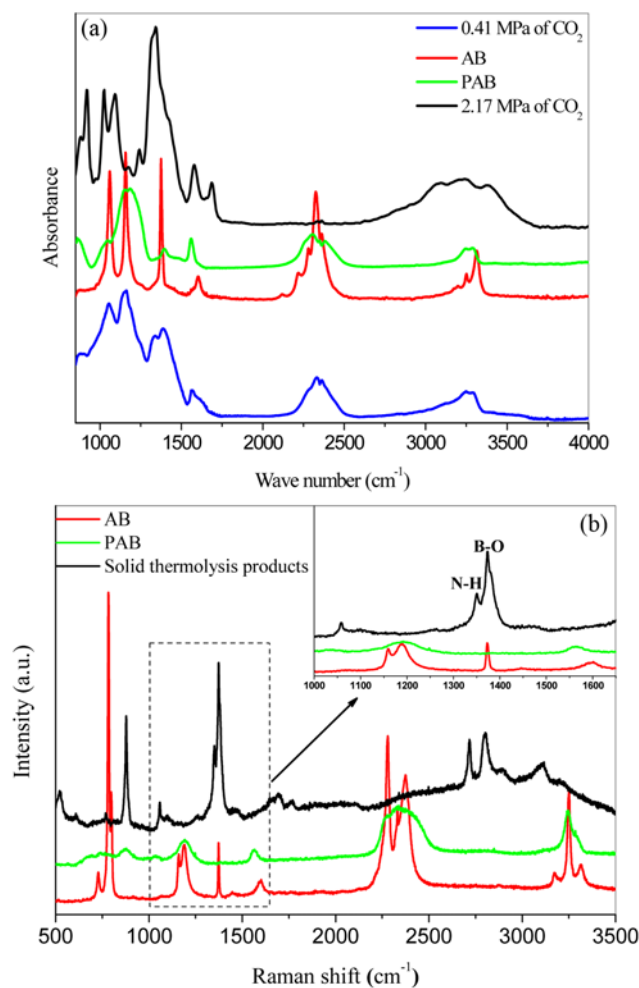 (a)
0.41 MPa of CO₂
AB
PAB
2.17 MPa of CO₂
Absorbance
1000 1500 2000 2500 3000 3500 4000
Wave number (cm⁻¹)
AB
PAB
Solid thermolysis products
(b)
B-O
N-H
1000 1100 1200 1300 1400 1500 1600
Intensity (a.u.)
500 1000 1500 2000 2500 3000 3500
Raman shift (cm⁻¹)